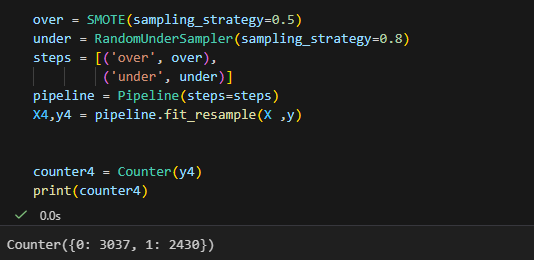 over = SMOTE(sampling_strategy=0.5)
under = RandomUnderSampler(sampling_strategy=0.8)
steps = [('over', over),
('under', under)]
pipeline = Pipeline(steps=steps)
X4,y4 = pipeline.fit_resample(X ,y)
counter4 = Counter(y4)
print(counter4)
0.0s
Counter({0: 3037, 1: 2430})